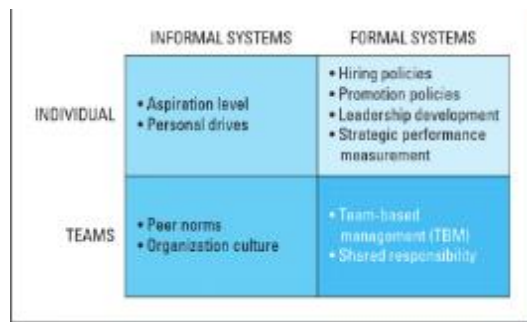 INFORMAL SYSTEMS
FORMAL SYSTEMS
INDIVIDUAL
• Aspiration level
• Personal drives
• Hiring policies
• Promotion policies
• Leadership development
• Strategic performance
measurement
TEAMS
• Peer norms
• Organization culture
• Team-based
management (TBM)
• Shared responsibility